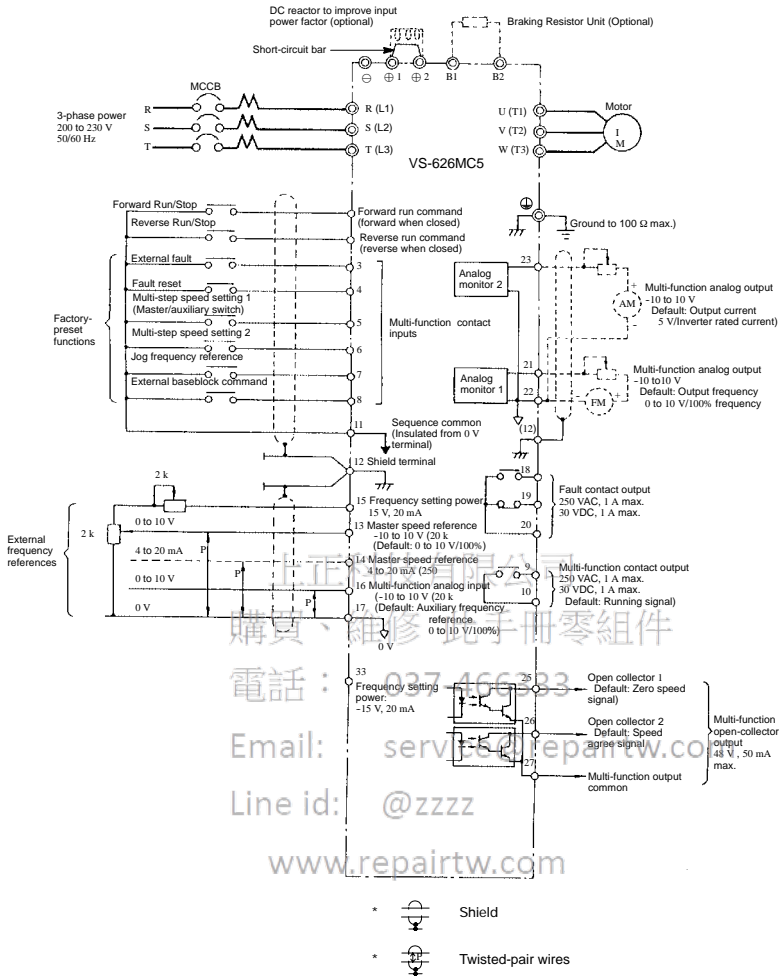 DC reactor to improve input
power factor (optional)
Braking Resistor Unit (Optional)
Short-circuit bar
⊖ ⊕ 1 ⊕ 2 B1 B2
MCCB
3-phase power
200 to 230 V
50/60 Hz
R
S
T
R (L1)
S (L2)
T (L3)
U (T1)
V (T2)
W (T3)
Motor
I
M
VS-626MC5
Forward Run/Stop
Reverse Run/Stop
External fault
Fault reset
Multi-step speed setting 1
(Master/auxiliary switch)
Multi-step speed setting 2
Jog frequency reference
External baseblock command
Factory-
preset
functions
Forward run command
(forward when closed)
Reverse run command
(reverse when closed)
3
4
5
6
7
8
Multi-function contact
inputs
11
Sequence common
(Insulated from 0 V
terminal)
12 Shield terminal
Ground to 100 Ω max.)
Analog
monitor 2
23
+
AM
-
Multi-function analog output
-10 to 10 V
Default: Output current
5 V/Inverter rated current)
Analog
monitor 1
21
22
FM
+
Multi-function analog output
-10 to10 V
Default: Output frequency
0 to 10 V/100% frequency
(12)
External
frequency
references
2 k
2 k
0 to 10 V
4 to 20 mA
0 to 10 V
0 V
P
P
P
15 Frequency setting power
15 V, 20 mA
13 Master speed reference
-10 to 10 V (20 k
(Default: 0 to 10 V/100%)
14 Master speed reference
4 to 20 mA (250
16 Multi-function analog input
(-10 to 10 V (20 k
(Default: Auxiliary frequency
reference
0 to 10 V/100%)
17
0 V
18
19
20
Fault contact output
250 VAC, 1 A max.
30 VDC, 1 A max.
9
10
Multi-function contact output
250 VAC, 1 A max.
30 VDC, 1 A max.
Default: Running signal)
33
Frequency setting
power:
-15 V, 20 mA
25
Open collector 1
Default: Zero speed
signal)
26
Open collector 2
Default: Speed
agree signal
27
Multi-function output
common
Multi-function
open-collector
output
48 V , 50 mA
max.
上正科技有限公司
購買、維修 此手冊零組件
電話： 037-466333
Email: service@repairtw.com
Line id: @zzzz
www.repairtw.com
* Shield
* P Twisted-pair wires